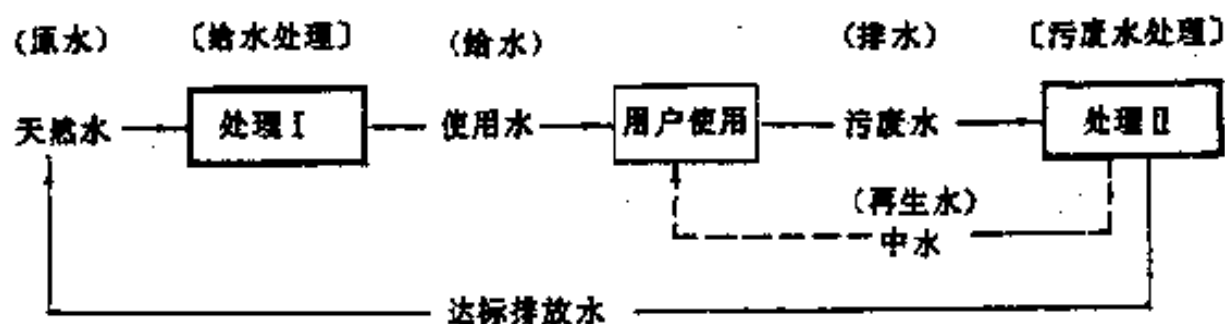 (原水) 〔给水处理〕 (给水) (排水) 〔污废水处理〕
天然水 处理Ⅰ 使用水 用户使用 污废水 处理Ⅱ
(再生水)
中水
达标排放水